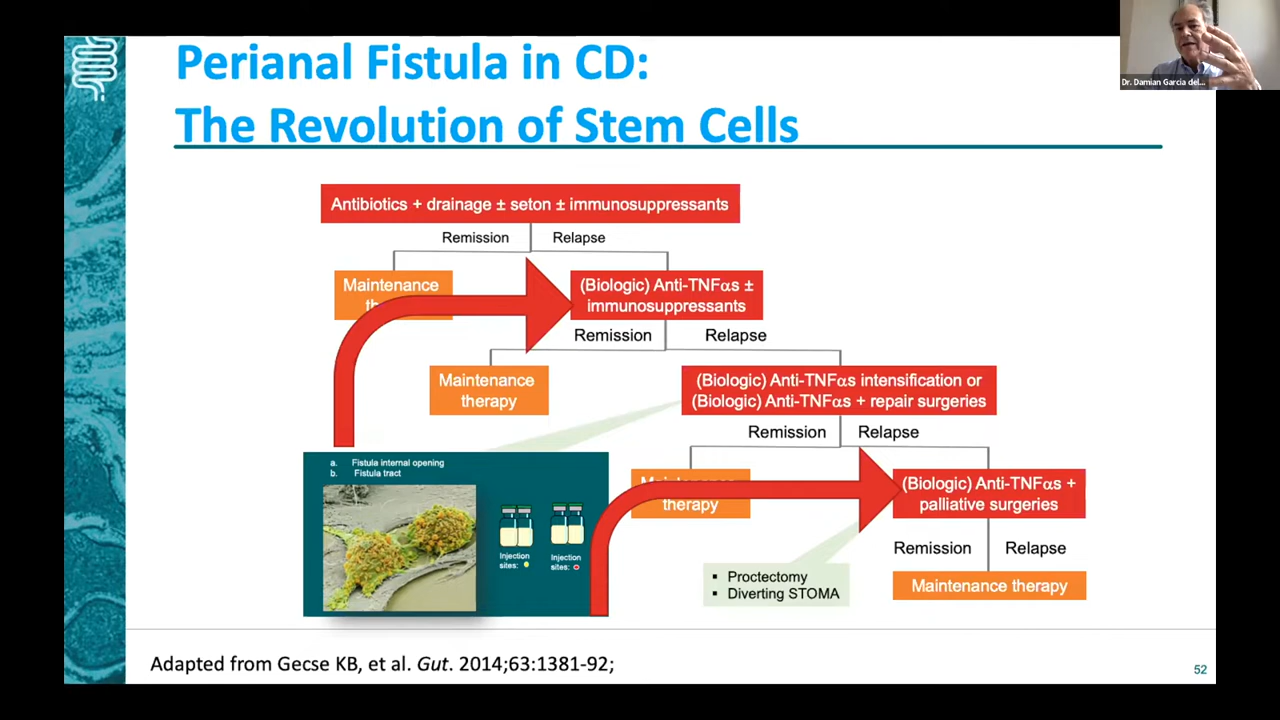 Perianal Fistula in CD:
The Revolution of Stem Cells
Dr. Damian Garcia del...
Antibiotics + drainage ± seton ± immunosuppressants
Remission
Relapse
Maintenance
th
(Biologic) Anti-TNFαs ±
immunosuppressants
Remission
Relapse
Maintenance
therapy
(Biologic) Anti-TNFαs intensification or
(Biologic) Anti-TNFαs + repair surgeries
Remission
Relapse
a. Fistula internal opening
b. Fistula tract
Injection
sites:
Injection
sites:
Maintenance
therapy
(Biologic) Anti-TNFαs +
palliative surgeries
Remission
Relapse
▪ Proctectomy
▪ Diverting STOMA
Maintenance therapy
Adapted from Gecse KB, et al. Gut. 2014;63:1381-92;
52